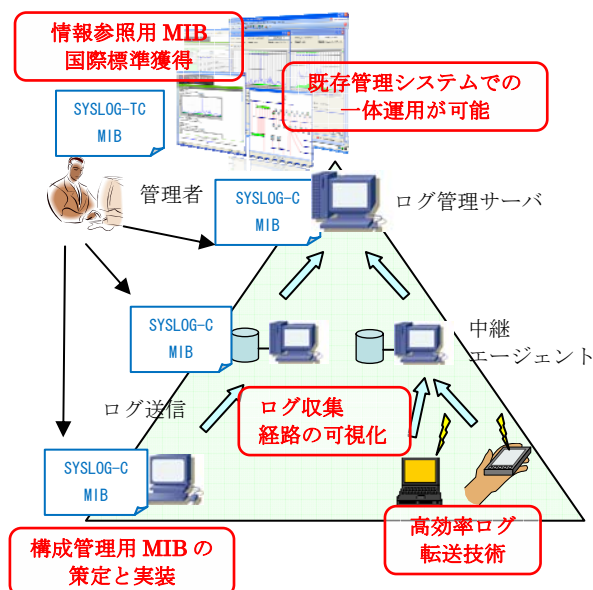 情報参照用 MIB
国際標準獲得
既存管理システムでの
一体運用が可能
SYSLOG-TC
MIB
管理者
SYSLOG-C
MIB
ログ管理サーバ
SYSLOG-C
MIB
中継
エージェント
ログ送信
ログ収集
経路の可視化
SYSLOG-C
MIB
高効率ログ
転送技術
構成管理用 MIB の
策定と実装